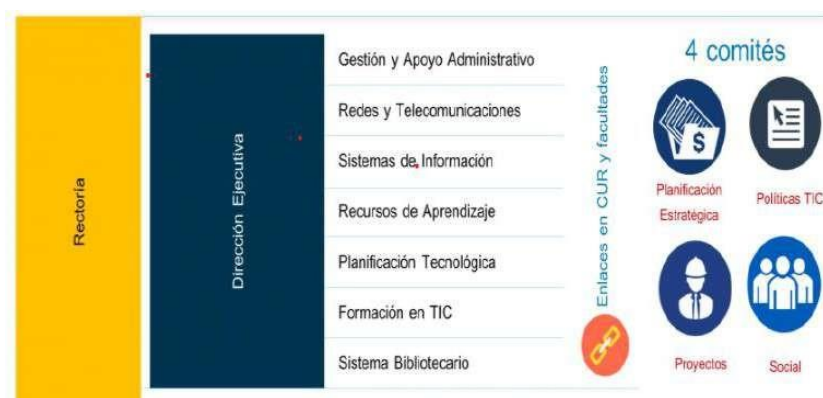 Rectoría
Dirección Ejecutiva
Gestión y Apoyo Administrativo
Redes y Telecomunicaciones
Sistemas de Información
Recursos de Aprendizaje
Planificación Tecnológica
Formación en TIC
Sistema Bibliotecario
Enlaces en CUR y facultades
4 comités
$
Planificación
Estratégica
Políticas TIC
Proyectos
Social